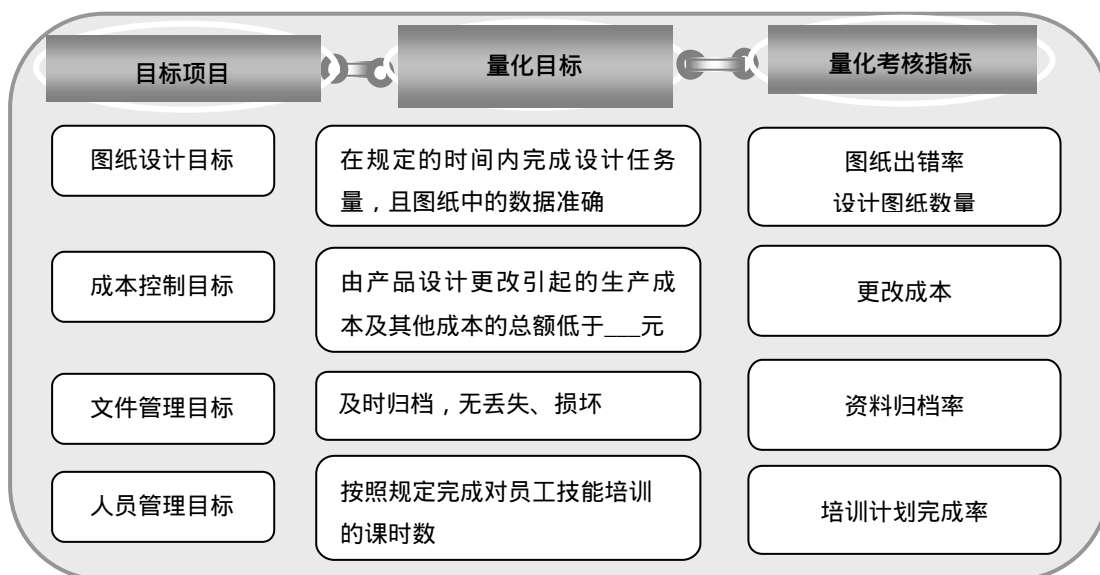 目标项目
量化目标
量化考核指标
图纸设计目标
在规定的时间内完成设计任务
量，且图纸中的数据准确
图纸出错率
设计图纸数量
成本控制目标
由产品设计更改引起的生产成
本及其他成本的总额低于___元
更改成本
文件管理目标
及时归档，无丢失、损坏
资料归档率
人员管理目标
按照规定完成对员工技能培训
的课时数
培训计划完成率